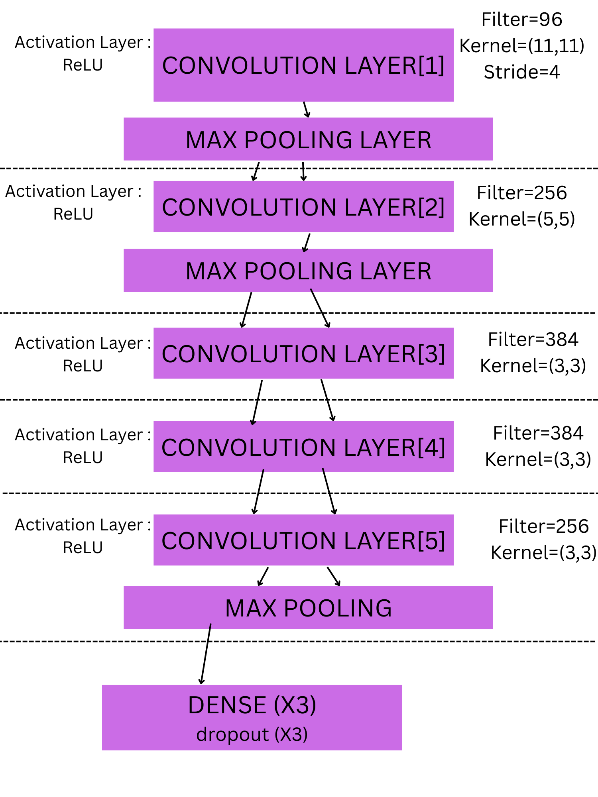 Activation Layer :
ReLU
CONVOLUTION LAYER[1]
Filter=96
Kernel=(11,11)
Stride=4
MAX POOLING LAYER
Activation Layer :
ReLU
CONVOLUTION LAYER[2]
Filter=256
Kernel=(5,5)
MAX POOLING LAYER
Activation Layer :
ReLU
CONVOLUTION LAYER[3]
Filter=384
Kernel=(3,3)
Activation Layer :
ReLU
CONVOLUTION LAYER[4]
Filter=384
Kernel=(3,3)
Activation Layer :
ReLU
CONVOLUTION LAYER[5]
Filter=256
Kernel=(3,3)
MAX POOLING
DENSE (X3)
dropout (X3)